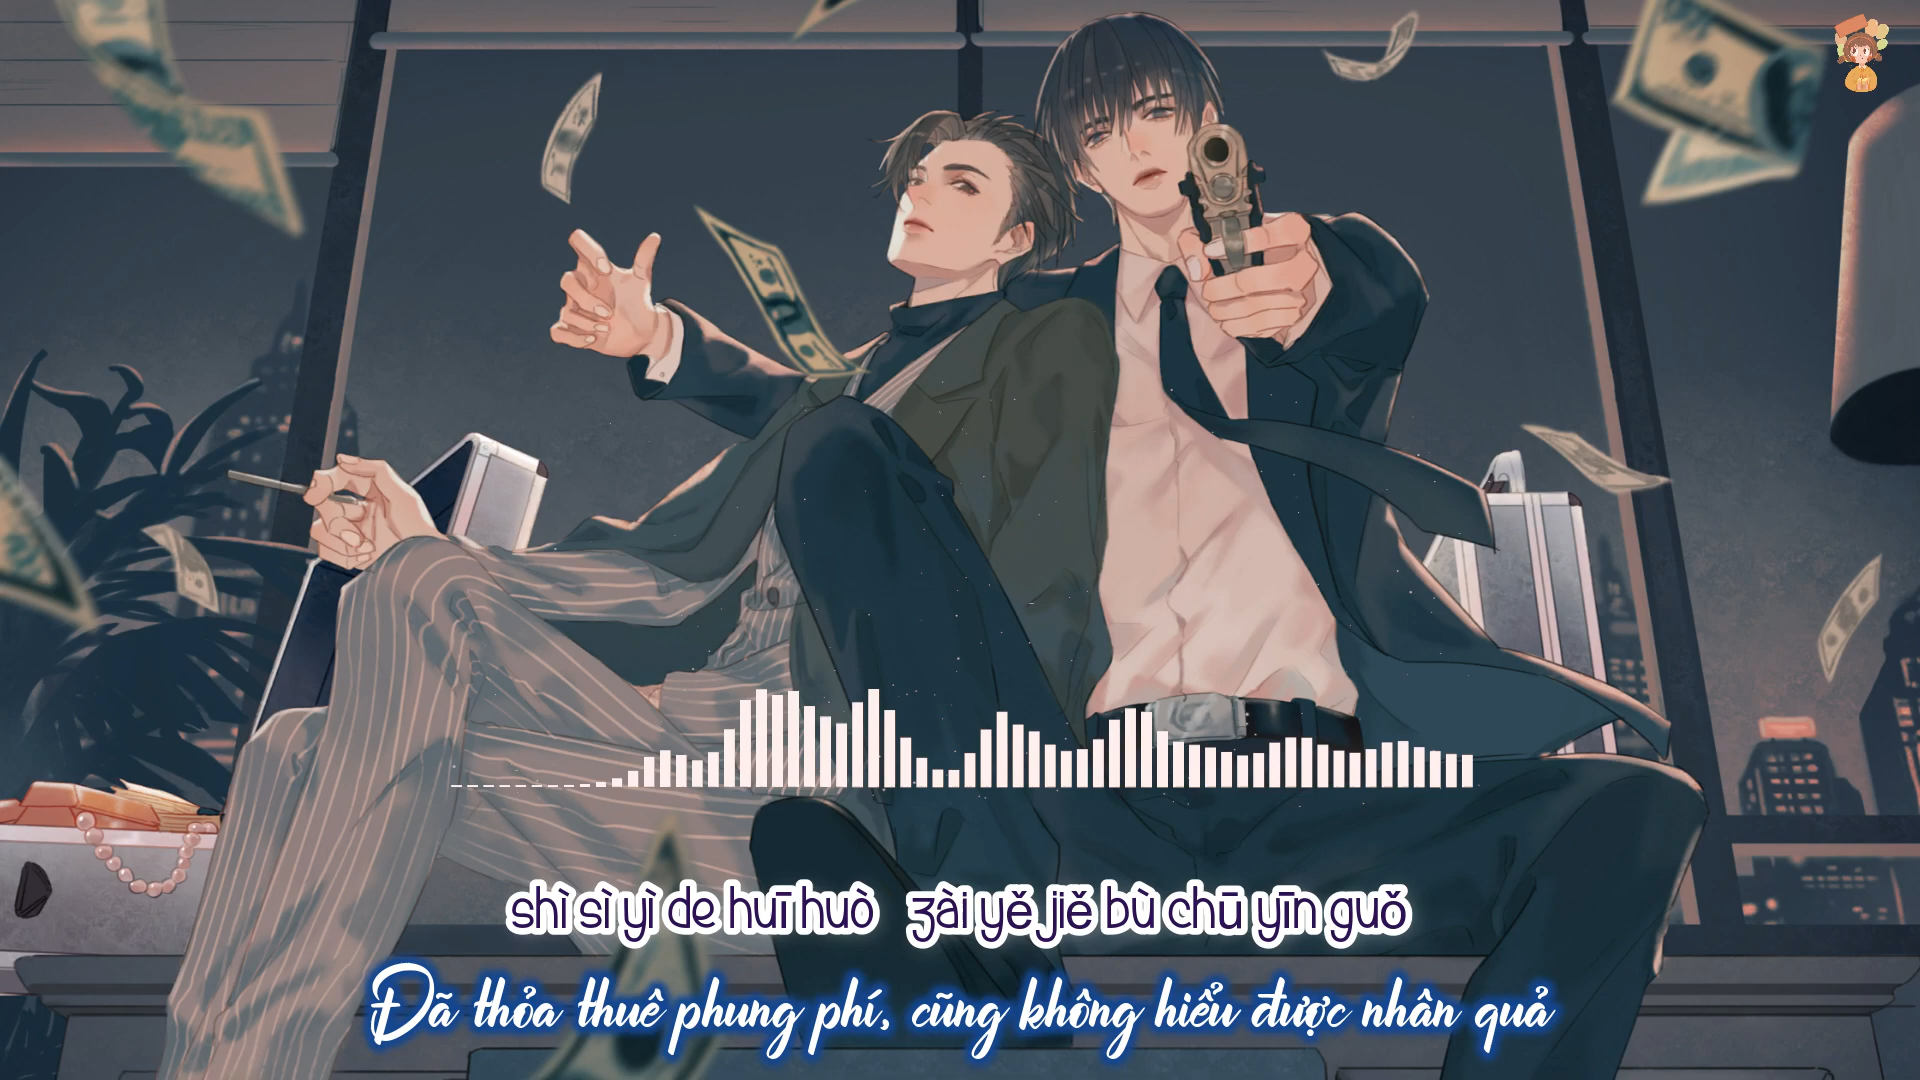 shì sì yì de huī huò zài yě jiě bù chū yīn guǒ
Đã thỏa thuê phung phí, cũng không hiểu được nhân quả